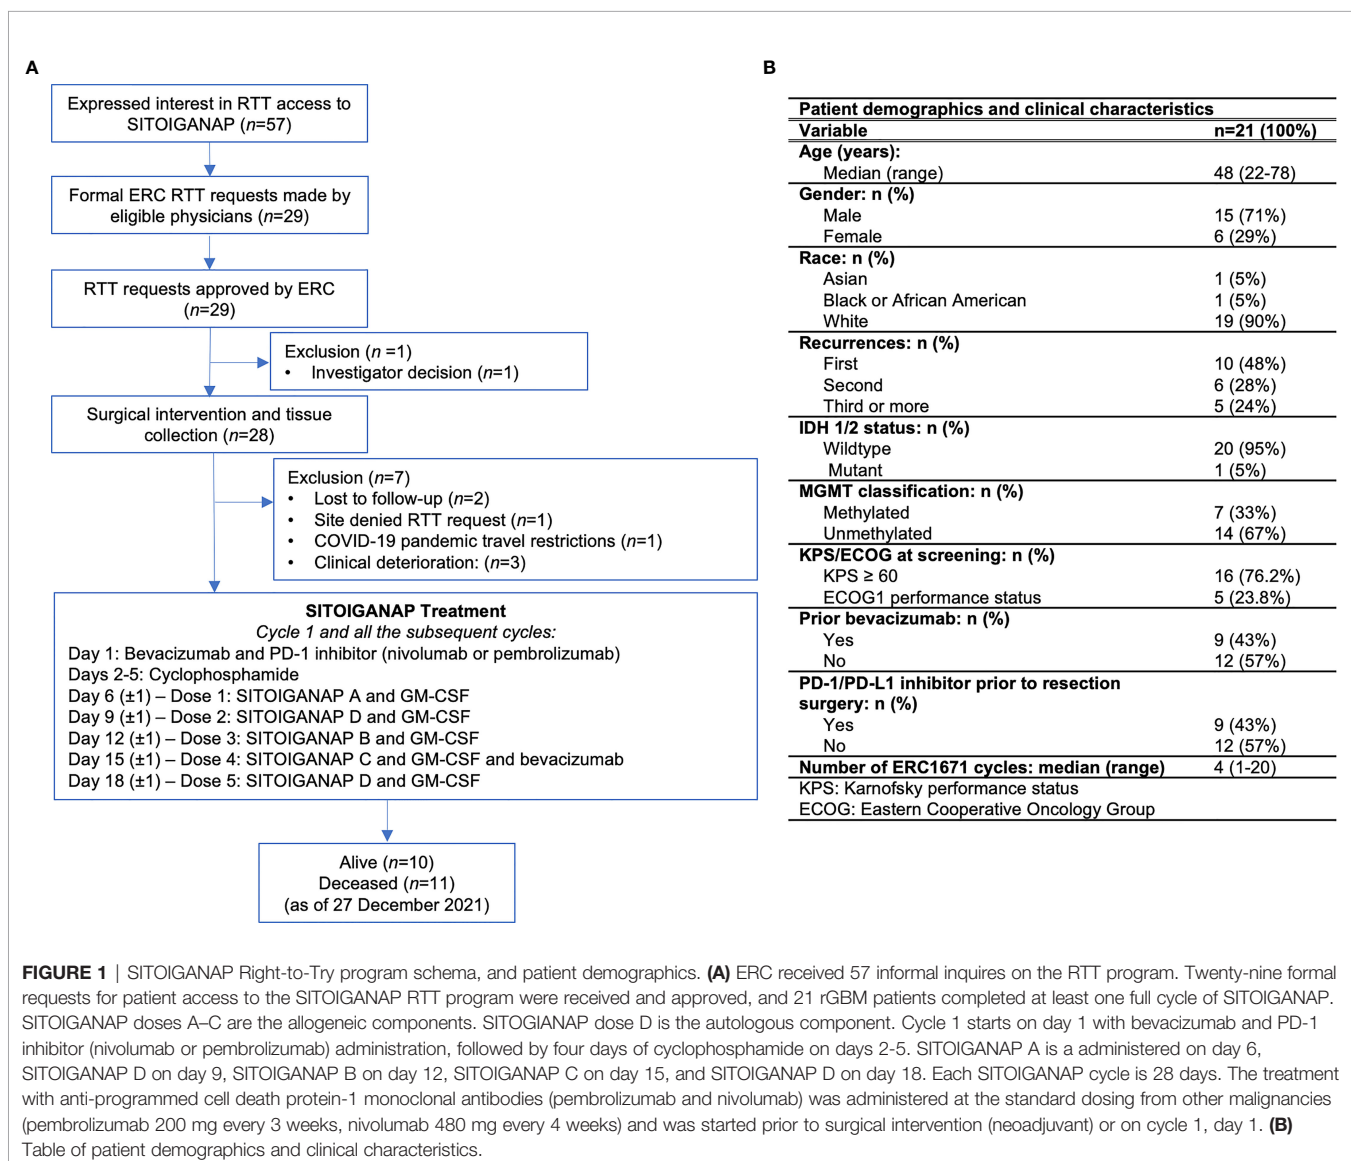 A
Expressed interest in RTT access to
SITOIGANAP (n=57)
Formal ERC RTT requests made by
eligible physicians (n=29)
RTT requests approved by ERC
(n=29)
Exclusion (n =1)
• Investigator decision (n=1)
Surgical intervention and tissue
collection (n=28)
Exclusion (n=7)
• Lost to follow-up (n=2)
• Site denied RTT request (n=1)
• COVID-19 pandemic travel restrictions (n=1)
• Clinical deterioration: (n=3)
SITOIGANAP Treatment
Cycle 1 and all the subsequent cycles:
Day 1: Bevacizumab and PD-1 inhibitor (nivolumab or pembrolizumab)
Days 2-5: Cyclophosphamide
Day 6 (±1) – Dose 1: SITOIGANAP A and GM-CSF
Day 9 (±1) – Dose 2: SITOIGANAP D and GM-CSF
Day 12 (±1) – Dose 3: SITOIGANAP B and GM-CSF
Day 15 (±1) – Dose 4: SITOIGANAP C and GM-CSF and bevacizumab
Day 18 (±1) – Dose 5: SITOIGANAP D and GM-CSF
Alive (n=10)
Deceased (n=11)
(as of 27 December 2021)
B
Patient demographics and clinical characteristics
Variable n=21 (100%)
Age (years):
Median (range) 48 (22-78)
Gender: n (%)
Male 15 (71%)
Female 6 (29%)
Race: n (%)
Asian 1 (5%)
Black or African American 1 (5%)
White 19 (90%)
Recurrences: n (%)
First 10 (48%)
Second 6 (28%)
Third or more 5 (24%)
IDH 1/2 status: n (%)
Wildtype 20 (95%)
Mutant 1 (5%)
MGMT classification: n (%)
Methylated 7 (33%)
Unmethylated 14 (67%)
KPS/ECOG at screening: n (%)
KPS ≥ 60 16 (76.2%)
ECOG1 performance status 5 (23.8%)
Prior bevacizumab: n (%)
Yes 9 (43%)
No 12 (57%)
PD-1/PD-L1 inhibitor prior to resection
surgery: n (%)
Yes 9 (43%)
No 12 (57%)
Number of ERC1671 cycles: median (range) 4 (1-20)
KPS: Karnofsky performance status
ECOG: Eastern Cooperative Oncology Group
FIGURE 1 | SITOIGANAP Right-to-Try program schema, and patient demographics. (A) ERC received 57 informal inquires on the RTT program. Twenty-nine formal
requests for patient access to the SITOIGANAP RTT program were received and approved, and 21 rGBM patients completed at least one full cycle of SITOIGANAP.
SITOIGANAP doses A–C are the allogeneic components. SITOGIANAP dose D is the autologous component. Cycle 1 starts on day 1 with bevacizumab and PD-1
inhibitor (nivolumab or pembrolizumab) administration, followed by four days of cyclophosphamide on days 2-5. SITOIGANAP A is a administered on day 6,
SITOIGANAP D on day 9, SITOIGANAP B on day 12, SITOIGANAP C on day 15, and SITOIGANAP D on day 18. Each SITOIGANAP cycle is 28 days. The treatment
with anti-programmed cell death protein-1 monoclonal antibodies (pembrolizumab and nivolumab) was administered at the standard dosing from other malignancies
(pembrolizumab 200 mg every 3 weeks, nivolumab 480 mg every 4 weeks) and was started prior to surgical intervention (neoadjuvant) or on cycle 1, day 1. (B)
Table of patient demographics and clinical characteristics.